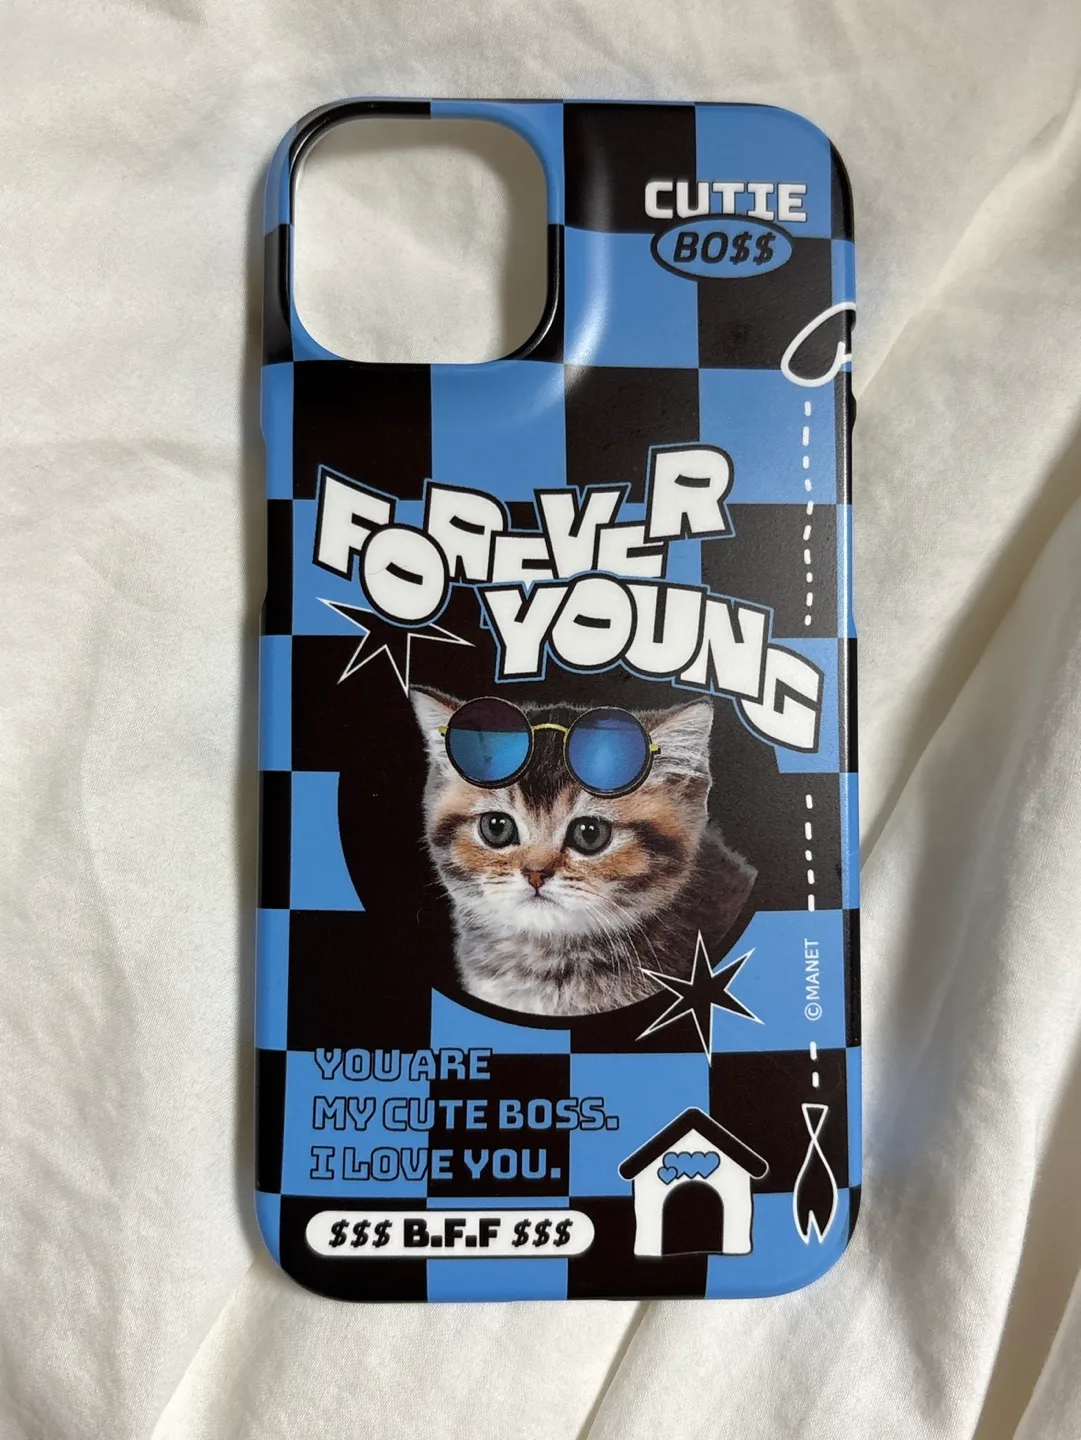 CUTIE
BO$$
FOREVER
YOUNG
©MANET
YOU ARE
MY CUTE BOSS.
I LOVE YOU.
$$$ B.F.F $$$